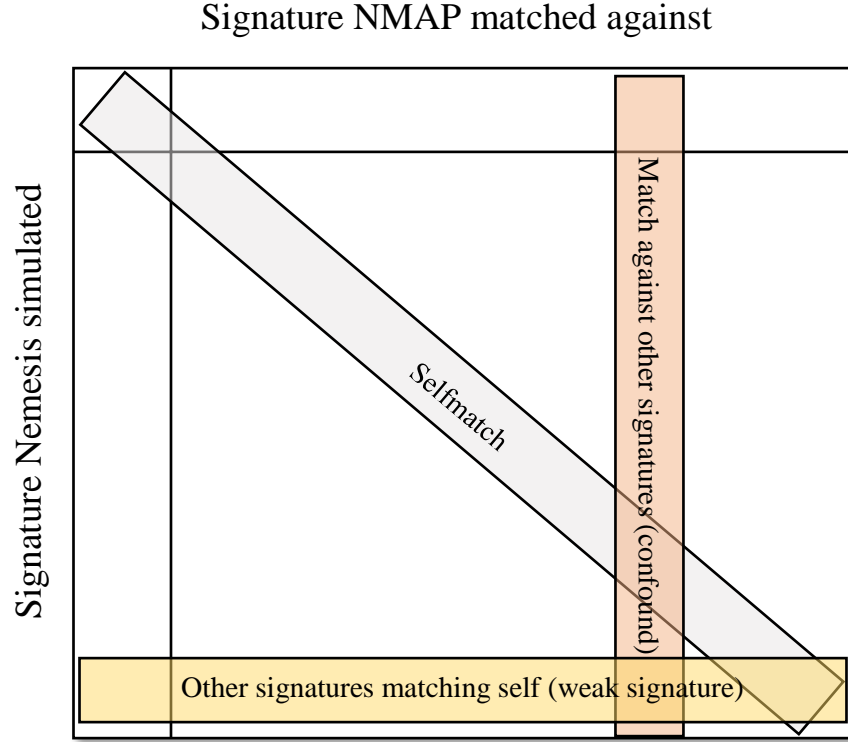 Signature NMAP matched against
Signature Nemesis simulated
Match against other signatures (confound)
Selfmatch
Other signatures matching self (weak signature)